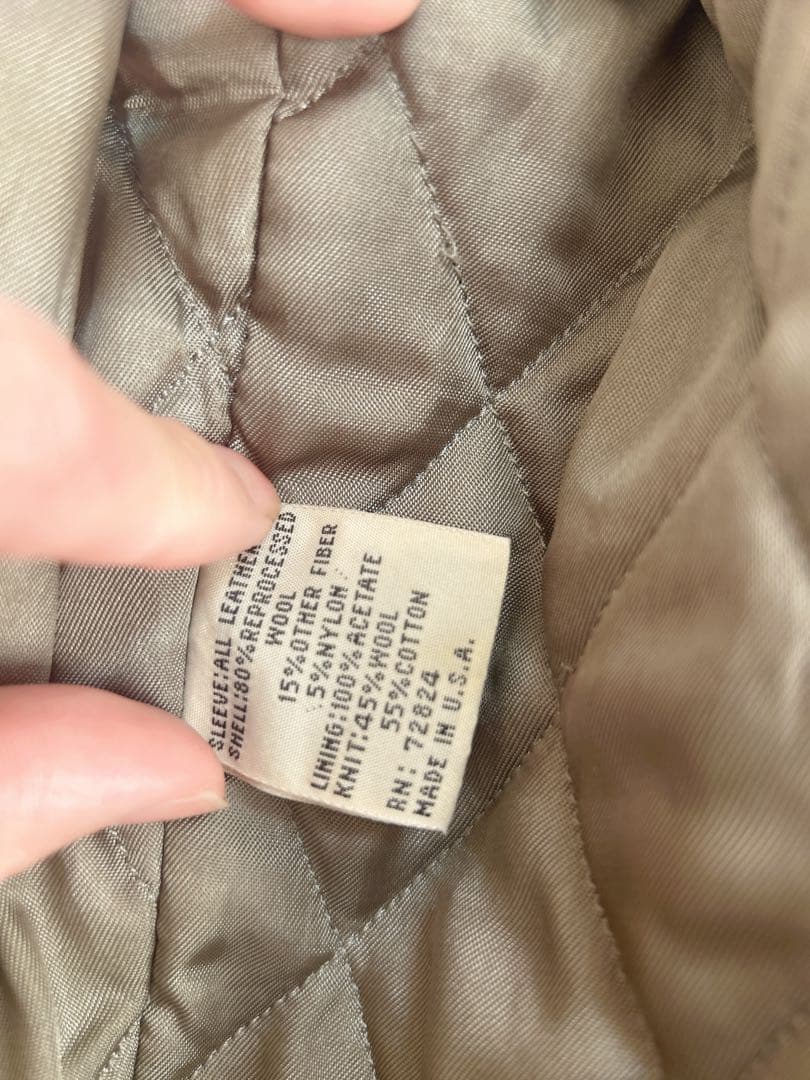 SLEEVE:ALL LEATHER
SHELL:80%REPROCESSED
WOOL
15%OTHER FIBER
5%NYLON
LINING:100%ACETATE
KNIT:45%WOOL
55%COTTON
RN: 72824
MADE IN U.S.A.